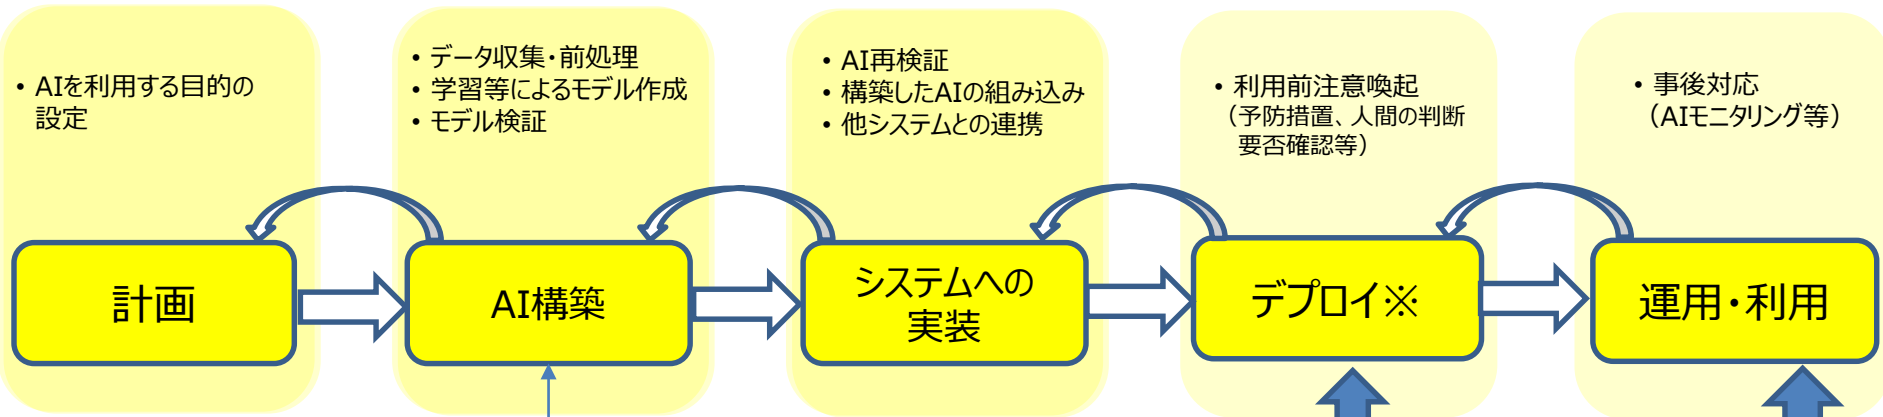 • AIを利用する目的の
設定
• データ収集・前処理
• 学習等によるモデル作成
• モデル検証
• AI再検証
• 構築したAIの組み込み
• 他システムとの連携
• 利用前注意喚起
（予防措置、人間の判断
要否確認等）
• 事後対応
（AIモニタリング等）
計画
AI構築
システムへの
実装
デプロイ※
運用・利用